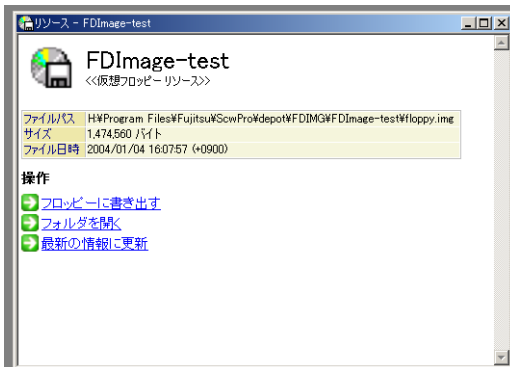 リソース - FDImage-test
FDImage-test
<<仮想フロッピー リソース>>
ファイルパス H¥Program Files¥Fujitsu¥ScwPro¥depot¥FDIMG¥FDImage-test¥floppy.img
サイズ 1,474,560 バイト
ファイル日時 2004/01/04 16:07:57 (+0900)
操作
フロッピーに書き出す
フォルダを開く
最新の情報に更新